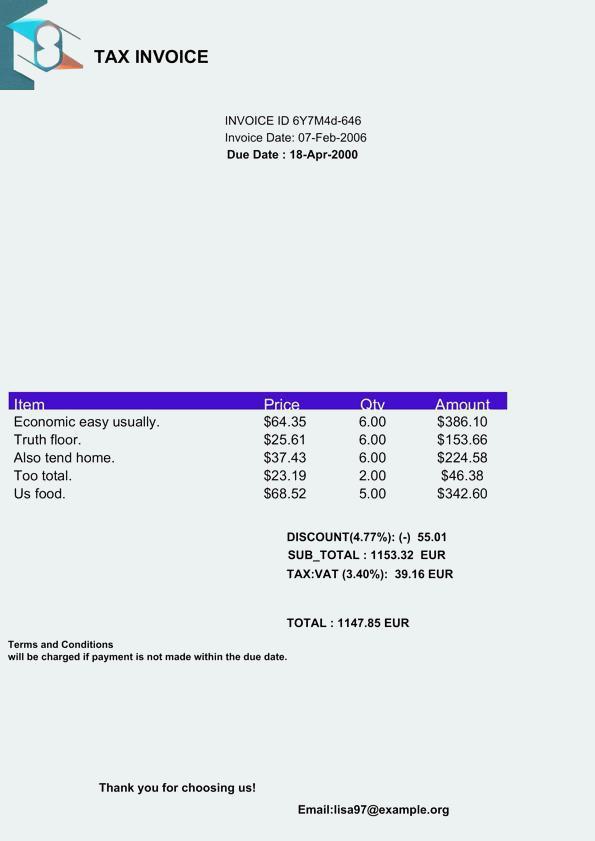 TAX INVOICE
INVOICE ID 6Y7M4d-646
Invoice Date: 07-Feb-2006
Due Date : 18-Apr-2000
Item Price Qty Amount
Economic easy usually. $64.35 6.00 $386.10
Truth floor. $25.61 6.00 $153.66
Also tend home. $37.43 6.00 $224.58
Too total. $23.19 2.00 $46.38
Us food. $68.52 5.00 $342.60
DISCOUNT(4.77%): (-) 55.01
SUB_TOTAL : 1153.32 EUR
TAX:VAT (3.40%): 39.16 EUR
TOTAL : 1147.85 EUR
Terms and Conditions
will be charged if payment is not made within the due date.
Thank you for choosing us!
Email:lisa97@example.org